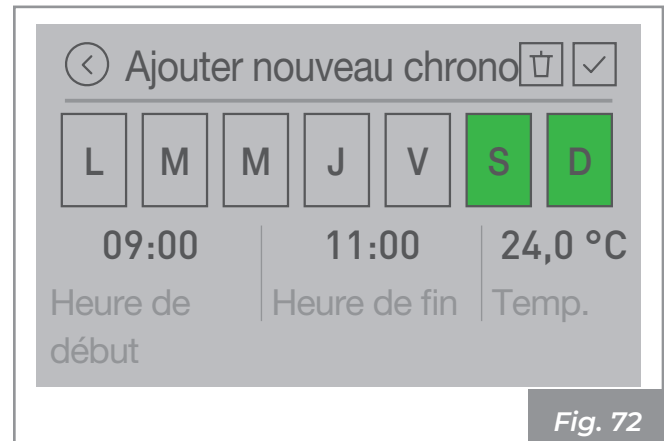 Ajouter nouveau chrono
L M M J V S D
09:00 11:00 24,0 °C
Heure de début Heure de fin Temp.
Fig. 72